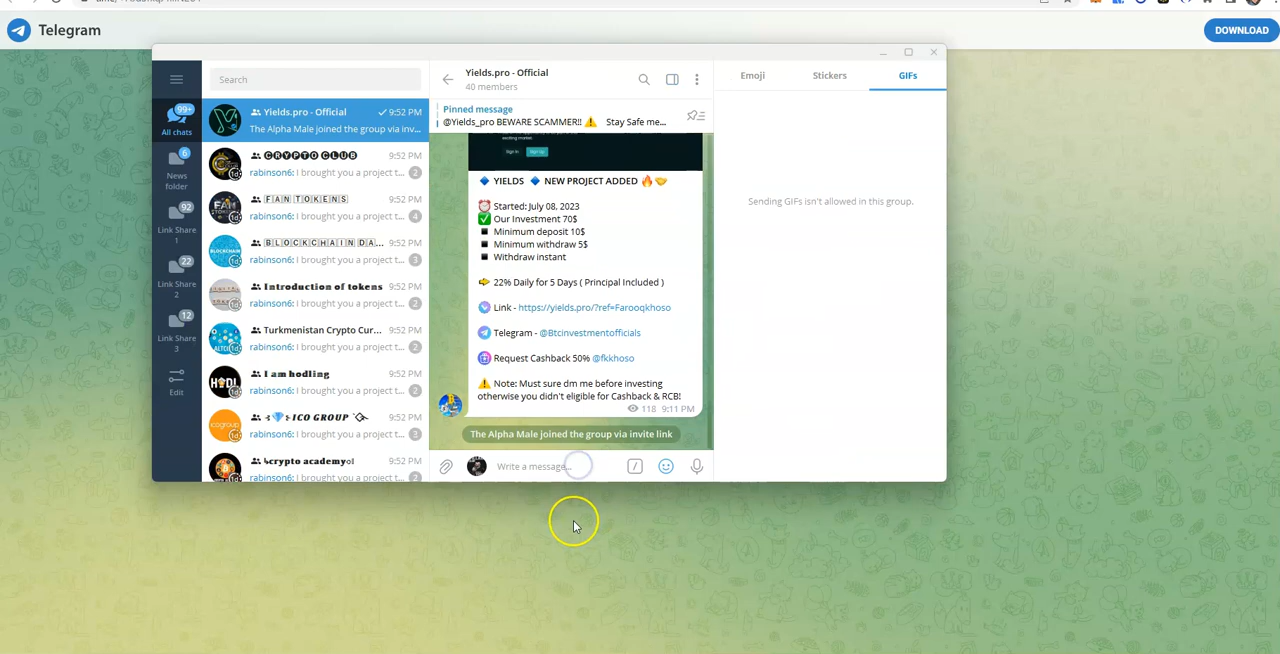 Telegram
DOWNLOAD
Search
Yields.pro - Official
40 members
Emoji
Stickers
GIFs
99+
All chats
6
News
folder
92
Link Share
1
22
Link Share
2
12
Link Share
3
Edit
Yields.pro - Official 9:52 PM
The Alpha Male joined the group via inv...
CRYPTO CLUB 9:52 PM
rabinson6: I brought you a project t... 2
FAN TOKENS 9:52 PM
rabinson6: I brought you a project t... 4
BLOCKCHAIN DA... 9:52 PM
rabinson6: I brought you a project t... 3
Introduction of tokens 9:52 PM
rabinson6: I brought you a project t... 2
Turkmenistan Crypto Cur... 9:52 PM
rabinson6: I brought you a project t... 2
I am hodling 9:52 PM
rabinson6: I brought you a project t... 2
ICO GROUP 9:52 PM
rabinson6: I brought you a project t...
crypto academy 9:52 PM
rabinson6: I brought you a project t...
Pinned message
@Yields_pro BEWARE SCAMMER!! ⚠️ Stay Safe me...
Sign In Sign Up
🔹 YIELDS 🔹 NEW PROJECT ADDED 🔥🤝
⏰ Started: July 08, 2023
✅ Our Investment 70$
◾ Minimum deposit 10$
◾ Minimum withdraw 5$
◾ Withdraw instant
👉 22% Daily for 5 Days ( Principal Included )
Link - https://yields.pro/?ref=Farooqkhoso
Telegram - @Btcinvestmentofficials
Request Cashback 50% @fkkhoso
⚠️ Note: Must sure dm me before investing
otherwise you didn't eligible for Cashback & RCB!
118 9:11 PM
The Alpha Male joined the group via invite link
Write a message...
Sending GIFs isn't allowed in this group.